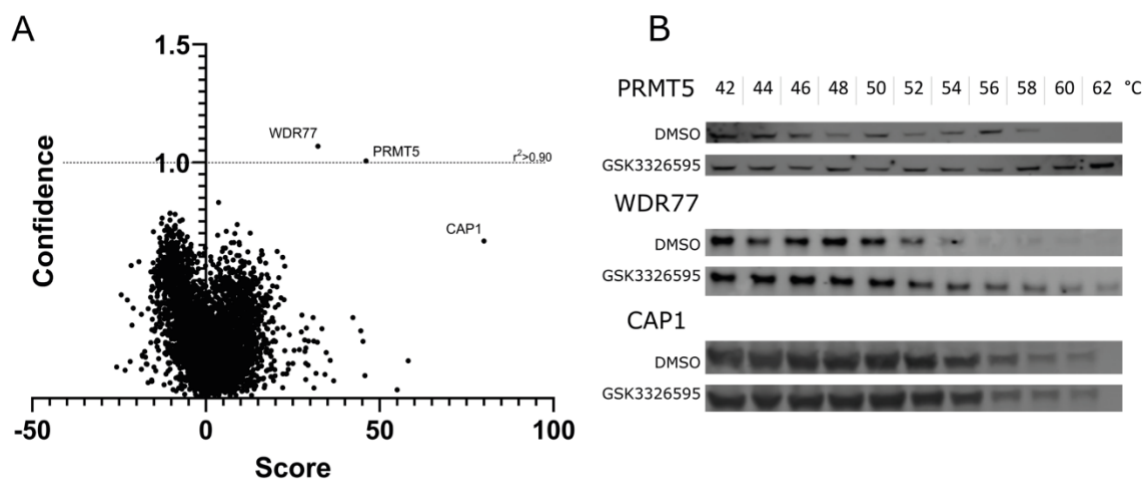 A
1.5
WDR77
PRMT5
1.0
r²>0.90
CAP1
Confidence
-50
0
50
100
Score
B
PRMT5
42 44 46 48 50 52 54 56 58 60 62 °C
DMSO
GSK3326595
WDR77
DMSO
GSK3326595
CAP1
DMSO
GSK3326595